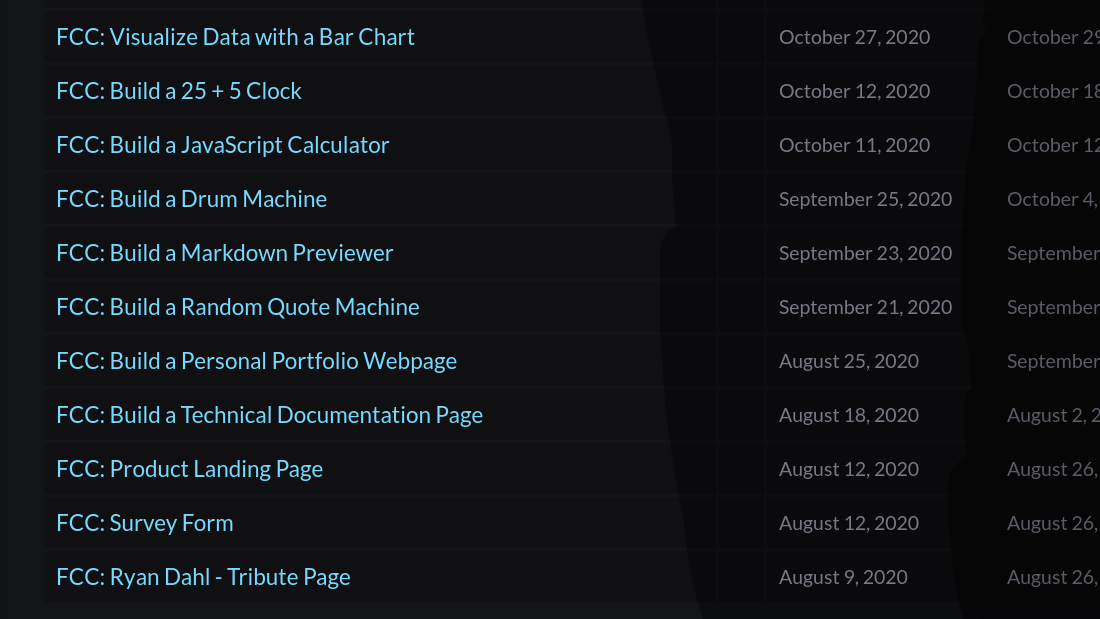 FCC: Visualize Data with a Bar Chart October 27, 2020 October 29
FCC: Build a 25 + 5 Clock October 12, 2020 October 18
FCC: Build a JavaScript Calculator October 11, 2020 October 12
FCC: Build a Drum Machine September 25, 2020 October 4,
FCC: Build a Markdown Previewer September 23, 2020 September
FCC: Build a Random Quote Machine September 21, 2020 September
FCC: Build a Personal Portfolio Webpage August 25, 2020 September
FCC: Build a Technical Documentation Page August 18, 2020 August 2, 2
FCC: Product Landing Page August 12, 2020 August 26,
FCC: Survey Form August 12, 2020 August 26,
FCC: Ryan Dahl - Tribute Page August 9, 2020 August 26,